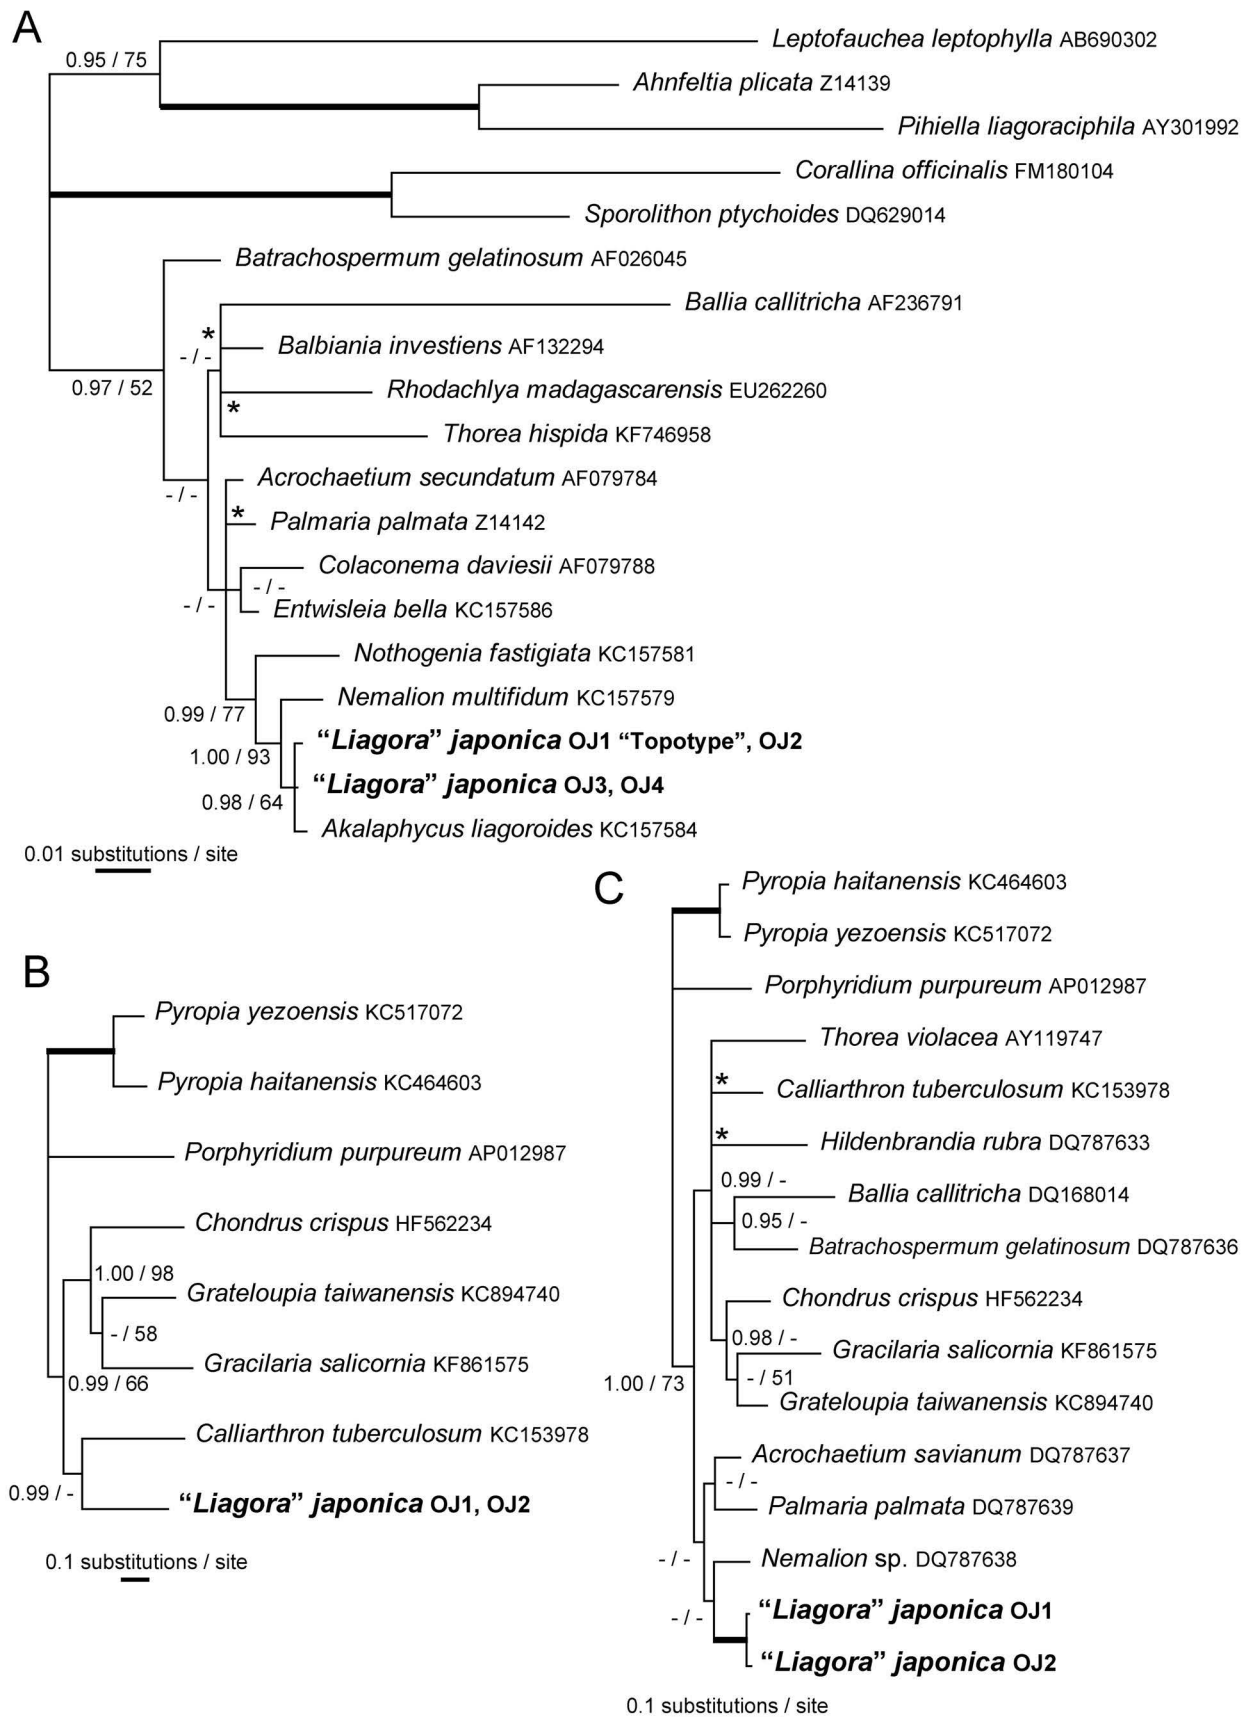 A
Leptofauchea leptophylla AB690302
0.95 / 75
Ahnfeltia plicata Z14139
Pihiella liagoraciphila AY301992
Corallina officinalis FM180104
Sporolithon ptychoides DQ629014
Batrachospermum gelatinosum AF026045
Ballia callitricha AF236791
*
- / -
Balbiania investiens AF132294
0.97 / 52
Rhodachlya madagascarensis EU262260
*
Thorea hispida KF746958
Acrochaetium secundatum AF079784
- / -
*
Palmaria palmata Z14142
Colaconema daviesii AF079788
- / -
- / -
Entwisleia bella KC157586
Nothogenia fastigiata KC157581
Nemalion multifidum KC157579
0.99 / 77
“Liagora” japonica OJ1 “Topotype”, OJ2
1.00 / 93
“Liagora” japonica OJ3, OJ4
0.98 / 64
Akalaphycus liagoroides KC157584
0.01 substitutions / site
B
Pyropia yezoensis KC517072
Pyropia haitanensis KC464603
Porphyridium purpureum AP012987
Chondrus crispus HF562234
1.00 / 98
Grateloupia taiwanensis KC894740
- / 58
Gracilaria salicornia KF861575
0.99 / 66
Calliarthron tuberculosum KC153978
0.99 / -
“Liagora” japonica OJ1, OJ2
0.1 substitutions / site
C
Pyropia haitanensis KC464603
Pyropia yezoensis KC517072
Porphyridium purpureum AP012987
Thorea violacea AY119747
*
Calliarthron tuberculosum KC153978
*
Hildenbrandia rubra DQ787633
0.99 / -
Ballia callitricha DQ168014
0.95 / -
Batrachospermum gelatinosum DQ787636
Chondrus crispus HF562234
0.98 / -
Gracilaria salicornia KF861575
1.00 / 73
- / 51
Grateloupia taiwanensis KC894740
Acrochaetium savianum DQ787637
- / -
Palmaria palmata DQ787639
- / -
Nemalion sp. DQ787638
“Liagora” japonica OJ1
- / -
“Liagora” japonica OJ2
0.1 substitutions / site